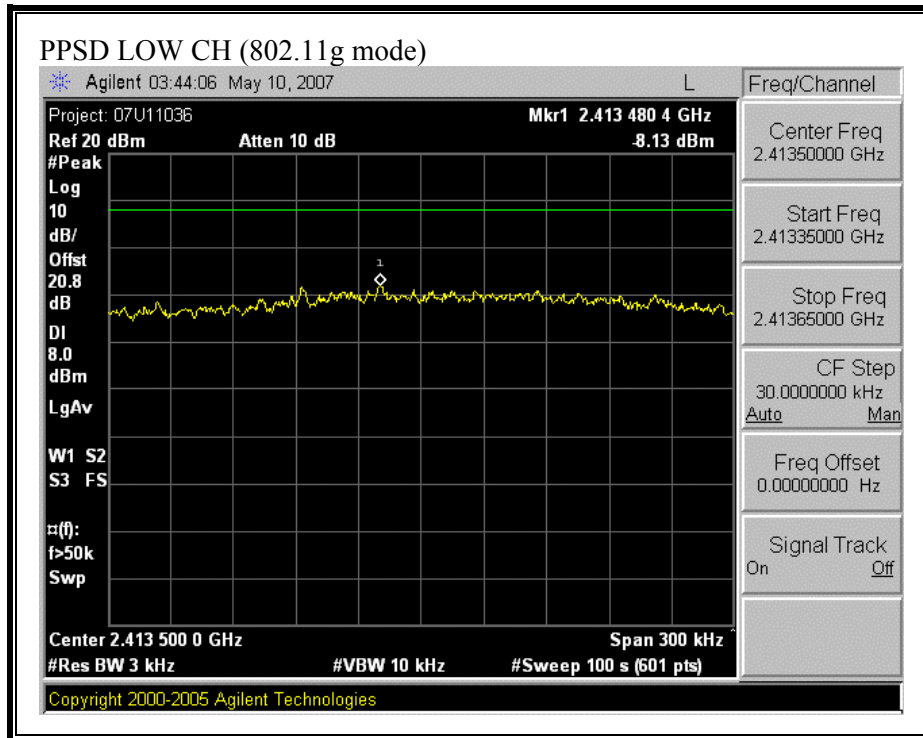 PPSD LOW CH (802.11g mode)
Agilent 03:44:06 May 10, 2007 L
Project: 07U11036 Mkr1 2.413 480 4 GHz
Ref 20 dBm Atten 10 dB -8.13 dBm
#Peak
Log
10
dB/
Offst
20.8
dB
DI
8.0
dBm
LgAv
W1 S2
S3 FS
¤(f):
f>50k
Swp
1
Center 2.413 500 0 GHz Span 300 kHz ^
#Res BW 3 kHz #VBW 10 kHz #Sweep 100 s (601 pts)
Copyright 2000-2005 Agilent Technologies
Freq/Channel
Center Freq
2.41350000 GHz
Start Freq
2.41335000 GHz
Stop Freq
2.41365000 GHz
CF Step
30.0000000 kHz
Auto Man
Freq Offset
0.00000000 Hz
Signal Track
On Off